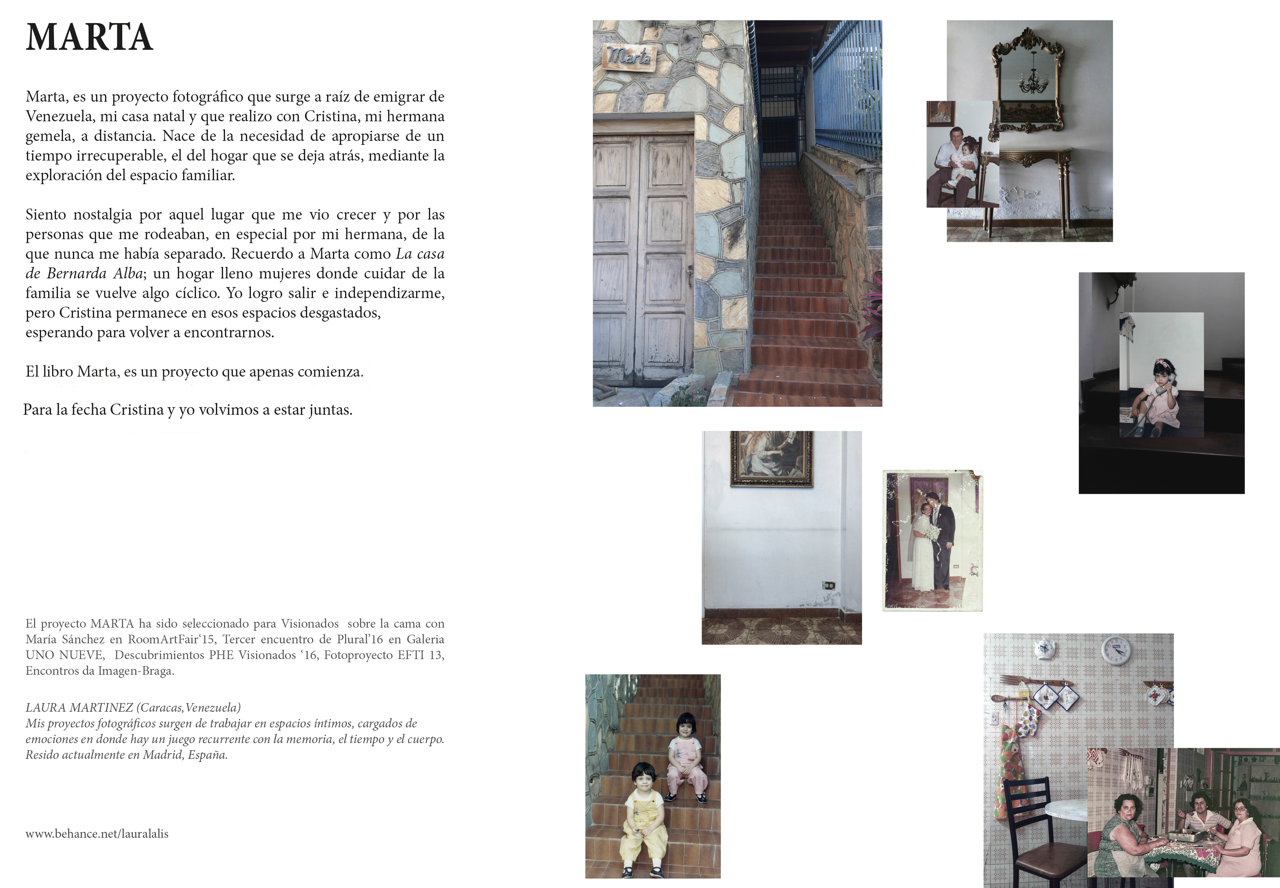 MARTA
Marta, es un proyecto fotográfico que surge a raíz de emigrar de
Venezuela, mi casa natal y que realizo con Cristina, mi hermana
gemela, a distancia. Nace de la necesidad de apropiarse de un
tiempo irrecuperable, el del hogar que se deja atrás, mediante la
exploración del espacio familiar.
Siento nostalgia por aquel lugar que me vio crecer y por las
personas que me rodeaban, en especial por mi hermana, de la
que nunca me había separado. Recuerdo a Marta como La casa
de Bernarda Alba; un hogar lleno mujeres donde cuidar de la
familia se vuelve algo cíclico. Yo logro salir e independizarme,
pero Cristina permanece en esos espacios desgastados,
esperando para volver a encontrarnos.
El libro Marta, es un proyecto que apenas comienza.
Para la fecha Cristina y yo volvimos a estar juntas.
El proyecto MARTA ha sido seleccionado para Visionados sobre la cama con
María Sánchez en RoomArtFair‘15, Tercer encuentro de Plural’16 en Galeria
UNO NUEVE, Descubrimientos PHE Visionados ‘16, Fotoproyecto EFTI 13,
Encontros da Imagen-Braga.
LAURA MARTINEZ (Caracas,Venezuela)
Mis proyectos fotográficos surgen de trabajar en espacios íntimos, cargados de
emociones en donde hay un juego recurrente con la memoria, el tiempo y el cuerpo.
Resido actualmente en Madrid, España.
www.behance.net/lauralalis
Marta